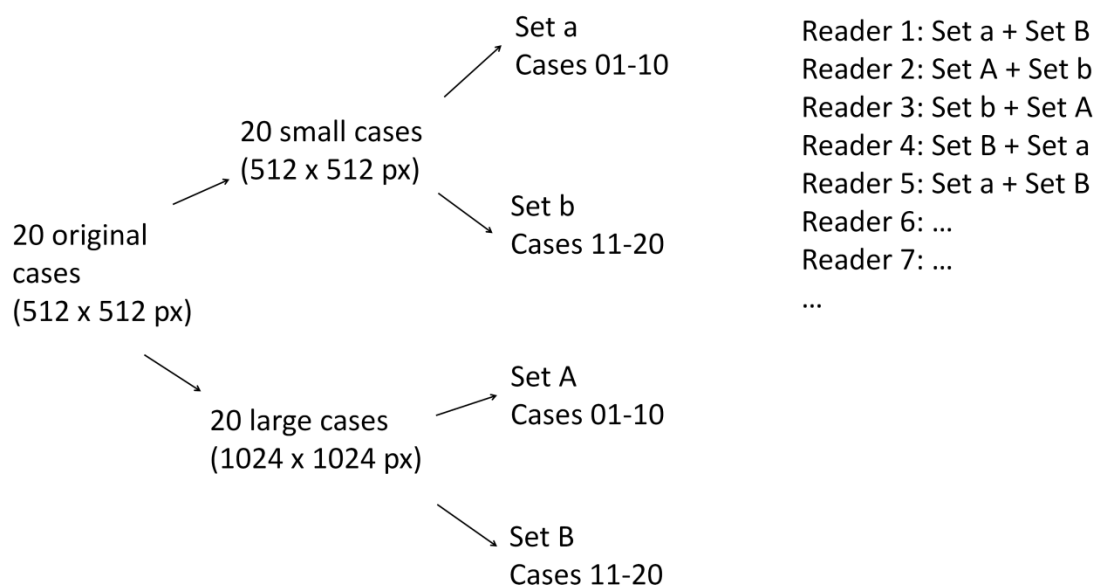 20 original
cases
(512 x 512 px)
20 small cases
(512 x 512 px)
20 large cases
(1024 x 1024 px)
Set a
Cases 01-10
Set b
Cases 11-20
Set A
Cases 01-10
Set B
Cases 11-20
Reader 1: Set a + Set B
Reader 2: Set A + Set b
Reader 3: Set b + Set A
Reader 4: Set B + Set a
Reader 5: Set a + Set B
Reader 6: ...
Reader 7: ...
...